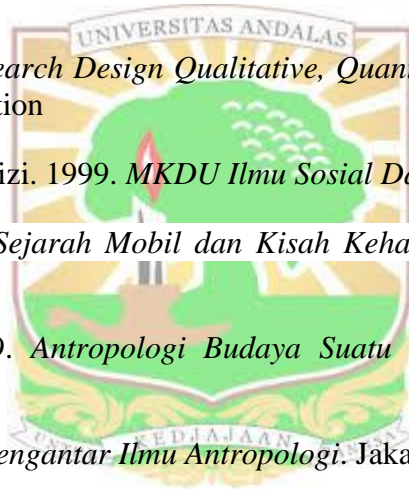 UNIVERSITAS ANDALAS
earch Design Qualitative, Quan
tion
izi. 1999. MKDU Ilmu Sosial Da
Sejarah Mobil dan Kisah Keha
. Antropologi Budaya Suatu
engantar Ilmu Antropologi. Jaka
KEDJAJAAN